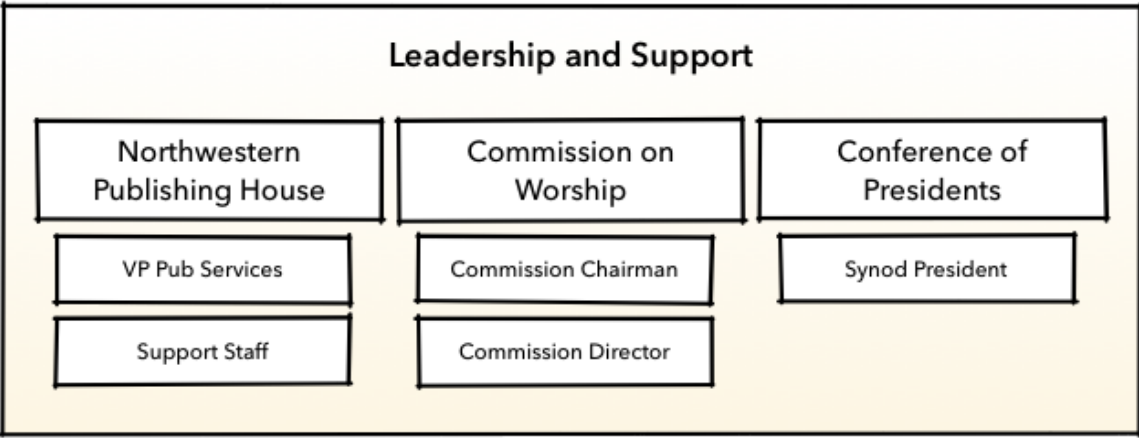 Leadership and Support
Northwestern
Publishing House
VP Pub Services
Support Staff
Commission on
Worship
Commission Chairman
Commission Director
Conference of
Presidents
Synod President